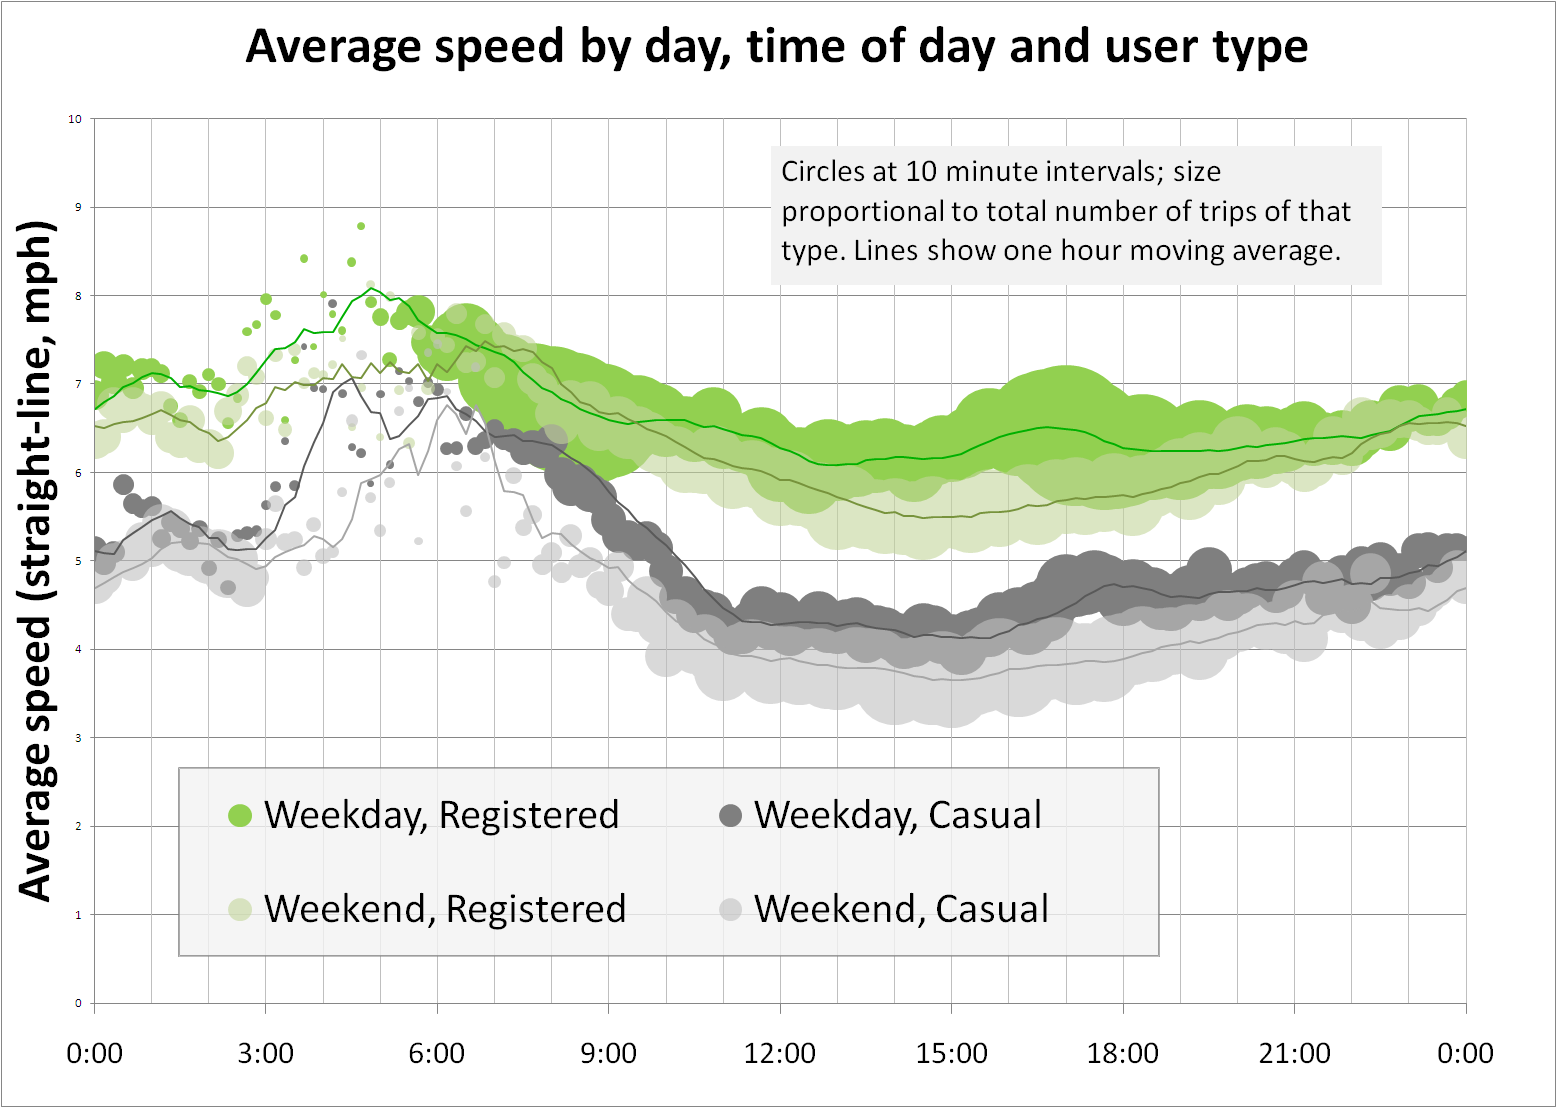 Average speed by day, time of day and user type
Average speed (straight-line, mph)
10
9
8
7
6
5
4
3
2
1
0
Circles at 10 minute intervals; size
proportional to total number of trips of that
type. Lines show one hour moving average.
Weekday, Registered
Weekday, Casual
Weekend, Registered
Weekend, Casual
0:00 3:00 6:00 9:00 12:00 15:00 18:00 21:00 0:00